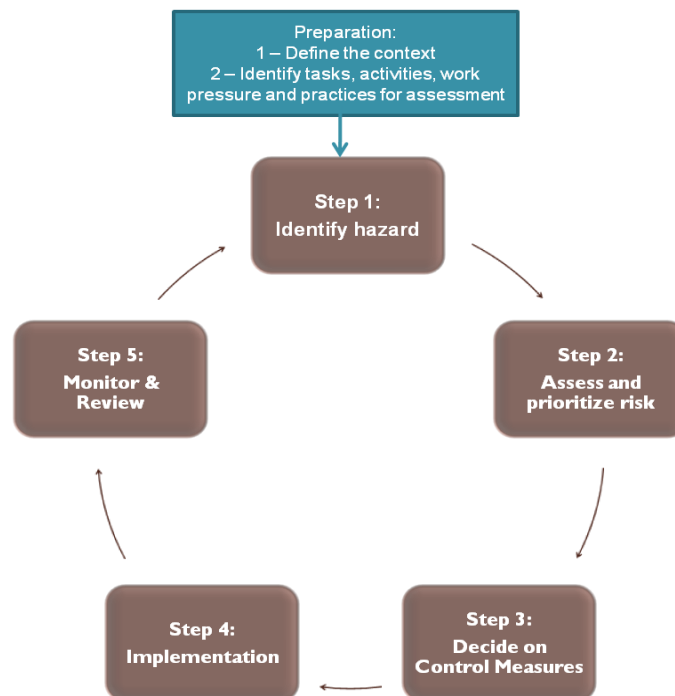 Preparation:
1 – Define the context
2 – Identify tasks, activities, work
pressure and practices for assessment
Step 1:
Identify hazard
Step 2:
Assess and
prioritize risk
Step 3:
Decide on
Control Measures
Step 4:
Implementation
Step 5:
Monitor &
Review